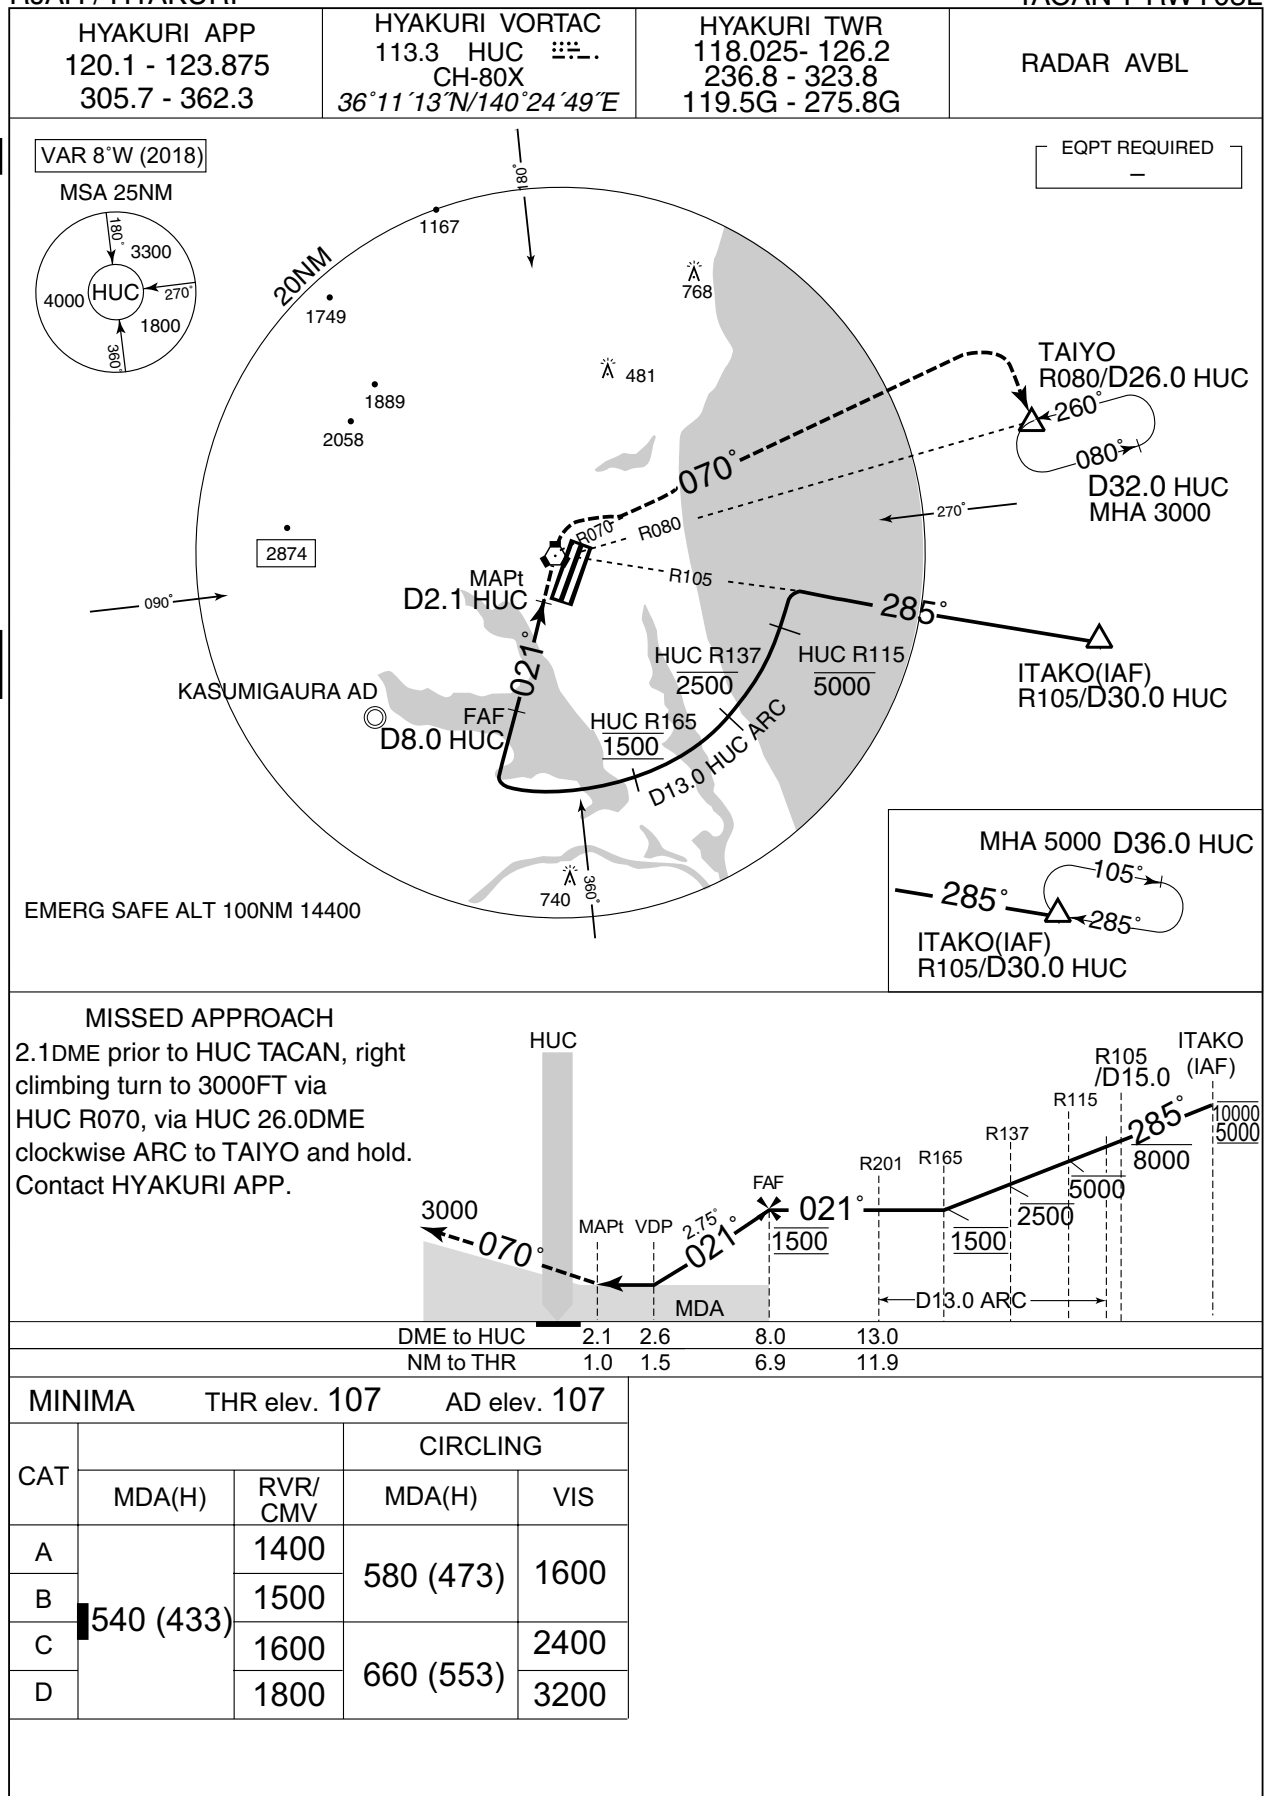 HYAKURI APP
120.1 - 123.875
305.7 - 362.3
HYAKURI VORTAC
113.3 HUC
CH-80X
36°11´13˝N/140°24´49˝E
HYAKURI TWR
118.025- 126.2
236.8 - 323.8
119.5G - 275.8G
RADAR AVBL
VAR 8°W (2018)
MSA 25NM
180°
3300
4000
HUC
270°
1800
360°
EQPT REQUIRED
–
180°
1167
20NM
1749
768
481
1889
2058
TAIYO
R080/D26.0 HUC
260°
080°
D32.0 HUC
MHA 3000
070°
R070
R080
270°
2874
R105
MAPt
D2.1 HUC
090°
285°
021°
HUC R137
2500
HUC R115
5000
ITAKO(IAF)
R105/D30.0 HUC
KASUMIGAURA AD
FAF
D8.0 HUC
HUC R165
1500
D13.0 HUC ARC
740
360°
EMERG SAFE ALT 100NM 14400
MHA 5000 D36.0 HUC
105°
285°
285°
ITAKO(IAF)
R105/D30.0 HUC
MISSED APPROACH
2.1DME prior to HUC TACAN, right
climbing turn to 3000FT via
HUC R070, via HUC 26.0DME
clockwise ARC to TAIYO and hold.
Contact HYAKURI APP.
HUC
ITAKO
(IAF)
R105
/D15.0
R115
285°
10000
5000
R137
8000
R201
R165
5000
FAF
2500
3000
MAPt
VDP
2.75°
021°
021°
1500
1500
070°
MDA
D13.0 ARC
DME to HUC 2.1 2.6 8.0 13.0
NM to THR 1.0 1.5 6.9 11.9
MINIMA THR elev. 107 AD elev. 107
CAT
CIRCLING
MDA(H)
RVR/
CMV
MDA(H)
VIS
A
1400
580 (473)
1600
B
540 (433)
1500
C
1600
660 (553)
2400
D
1800
3200